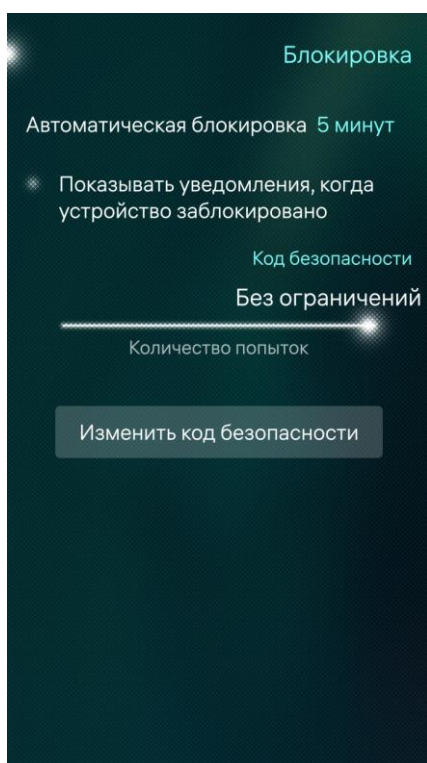 Блокировка
Автоматическая блокировка 5 минут
Показывать уведомления, когда
устройство заблокировано
Код безопасности
Без ограничений
Количество попыток
Изменить код безопасности